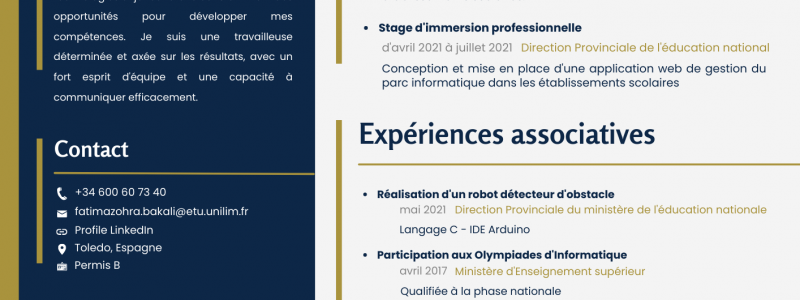 opportunités pour développer mes
compétences. Je suis une travailleuse
déterminée et axée sur les résultats, avec un
fort esprit d'équipe et une capacité à
communiquer efficacement.
Contact
+34 600 60 73 40
fatimazohra.bakali@etu.unilim.fr
Profile LinkedIn
Toledo, Espagne
Permis B
• Stage d'immersion professionnelle
d'avril 2021 à juillet 2021 Direction Provinciale de l'éducation national
Conception et mise en place d'une application web de gestion du
parc informatique dans les établissements scolaires
Expériences associatives
• Réalisation d'un robot détecteur d'obstacle
mai 2021 Direction Provinciale du ministère de l'éducation nationale
Langage C - IDE Arduino
• Participation aux Olympiades d'Informatique
avril 2017 Ministère d'Enseignement supérieur
Qualifiée à la phase nationale